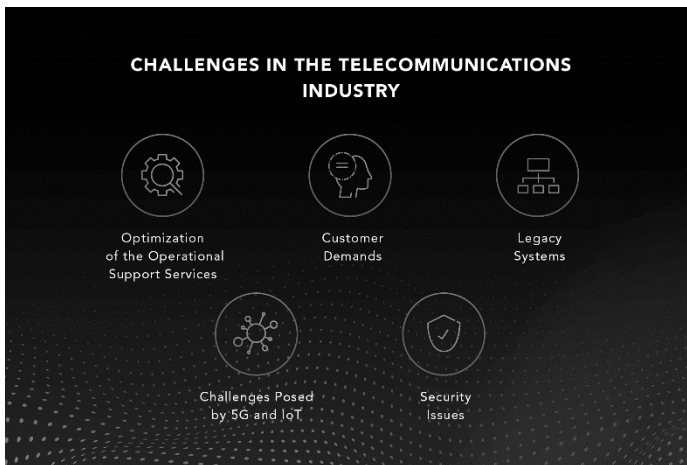 CHALLENGES IN THE TELECOMMUNICATIONS
INDUSTRY
Optimization
of the Operational
Support Services
Customer
Demands
Legacy
Systems
Challenges Posed
by 5G and IoT
Security
Issues